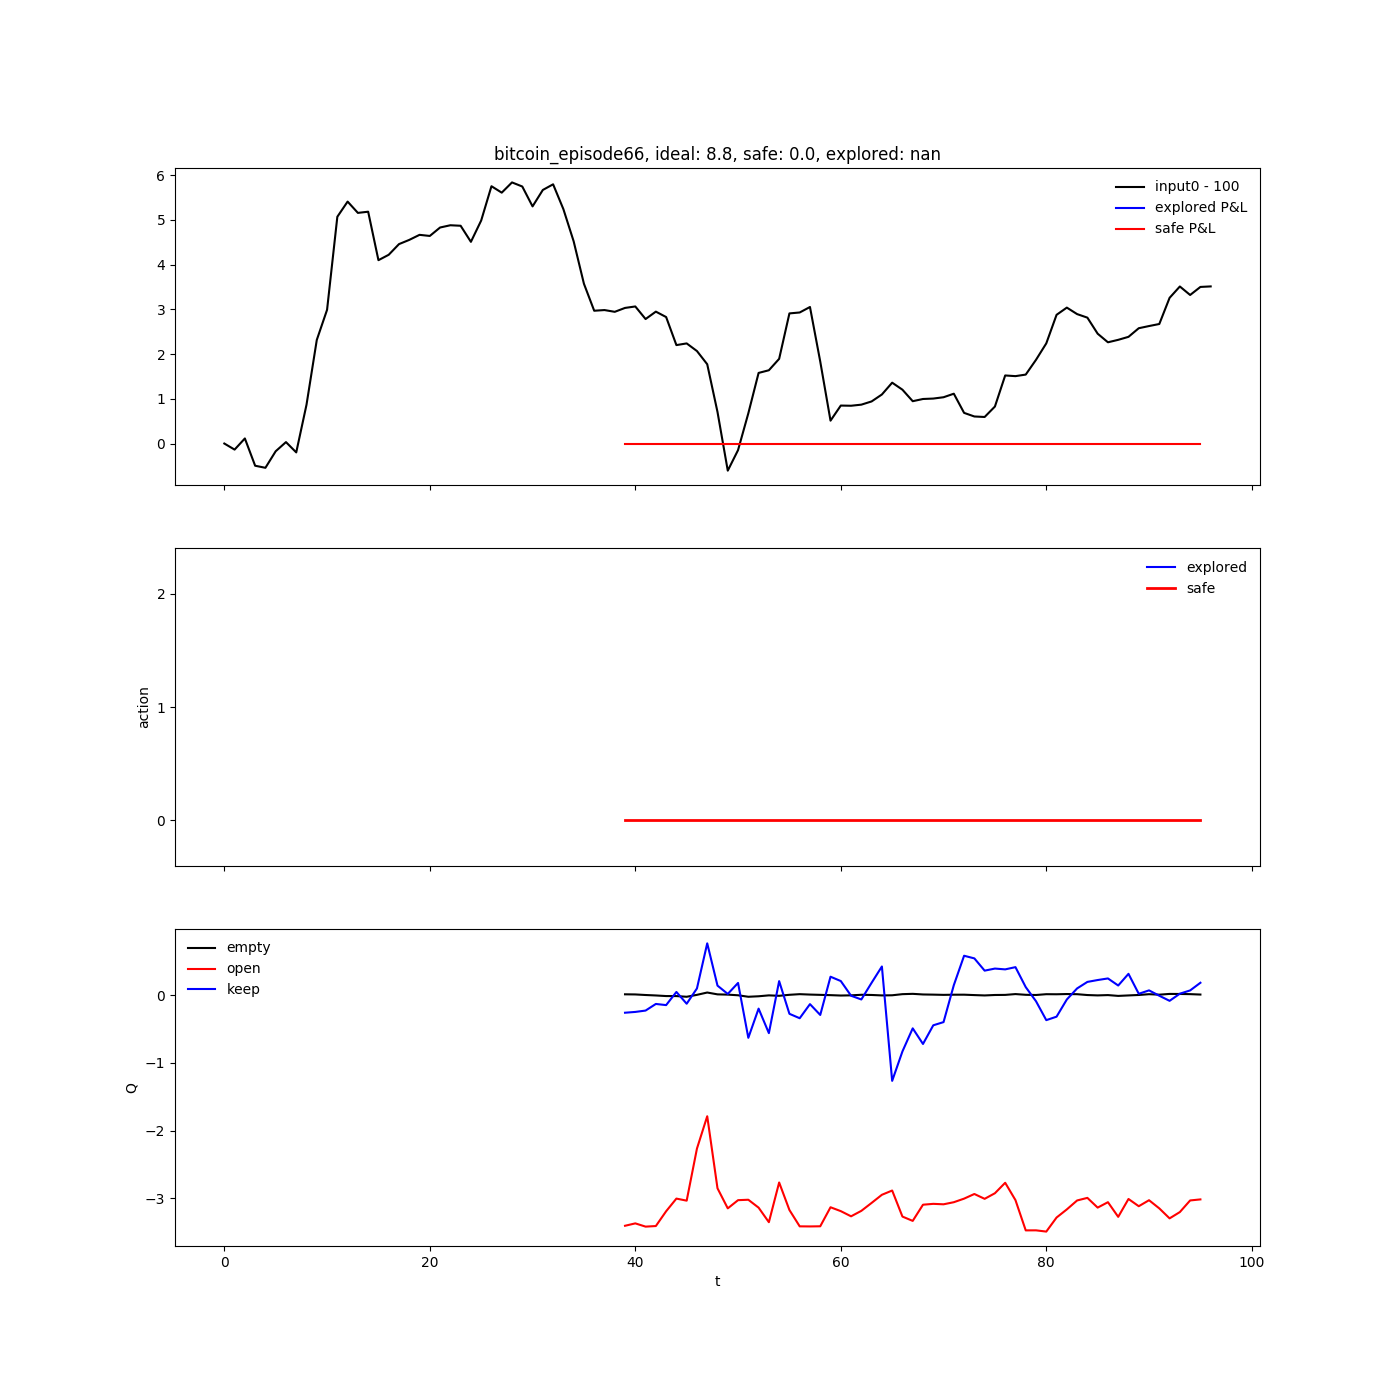 bitcoin_episode66, ideal: 8.8, safe: 0.0, explored: nan
6
5
4
3
2
1
0
input0 - 100
explored P&L
safe P&L
action
2
1
0
explored
safe
Q
0
−1
−2
−3
empty
open
keep
0 20 40 60 80 100
t